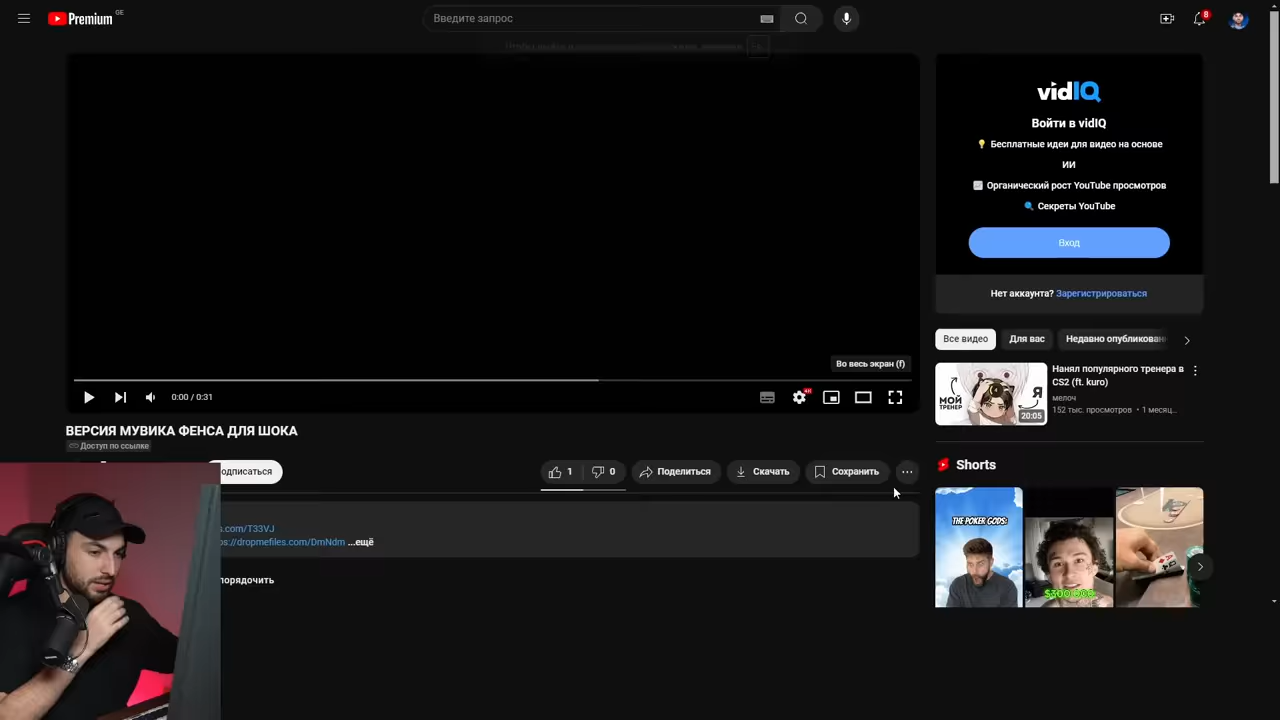 Premium GE
Введите запрос
8
vidIQ
Войти в vidIQ
Бесплатные идеи для видео на основе
ИИ
Органический рост YouTube просмотров
Секреты YouTube
Вход
Нет аккаунта? Зарегистрироваться
Во весь экран (f)
0:00 / 0:31
Все видео
Для вас
Недавно опубликован
Нанял популярного тренера в
CS2 (ft. kuro)
мелоч
152 тыс. просмотров • 1 месяц...
МОЙ
ТРЕНЕР
Я
20:05
ВЕРСИЯ МУВИКА ФЕНСА ДЛЯ ШОКА
Доступ по ссылке
одписаться
1
0
Поделиться
Скачать
Сохранить
s.com/T33VJ
ps://dropmefiles.com/DmNdm ...ещё
порядочить
Shorts
THE POKER GODS:
$300,000